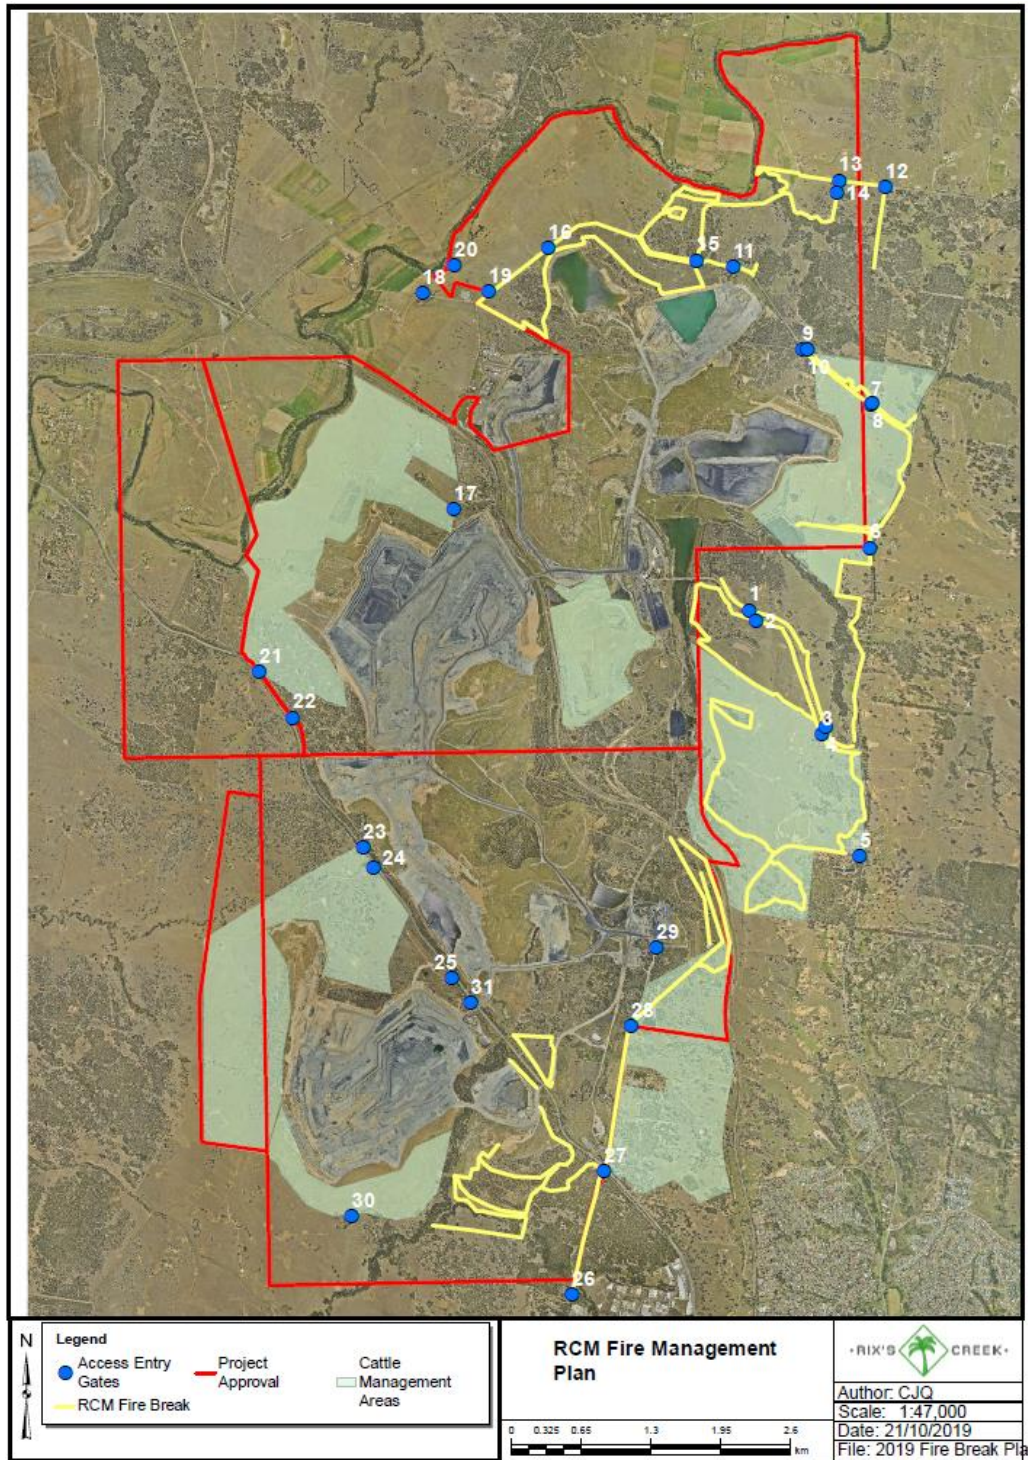 13
12
14
16
15
11
20
18
19
9
10
7
8
17
6
1
2
21
22
3
4
23
24
5
29
25
31
28
27
30
26
N
Legend
Access Entry
Gates
Project
Approval
Cattle
Management
Areas
RCM Fire Break
RCM Fire Management
Plan
0 0.325 0.65 1.3 1.95 2.6
km
RIX'S CREEK
Author: CJQ
Scale: 1:47,000
Date: 21/10/2019
File: 2019 Fire Break Pla